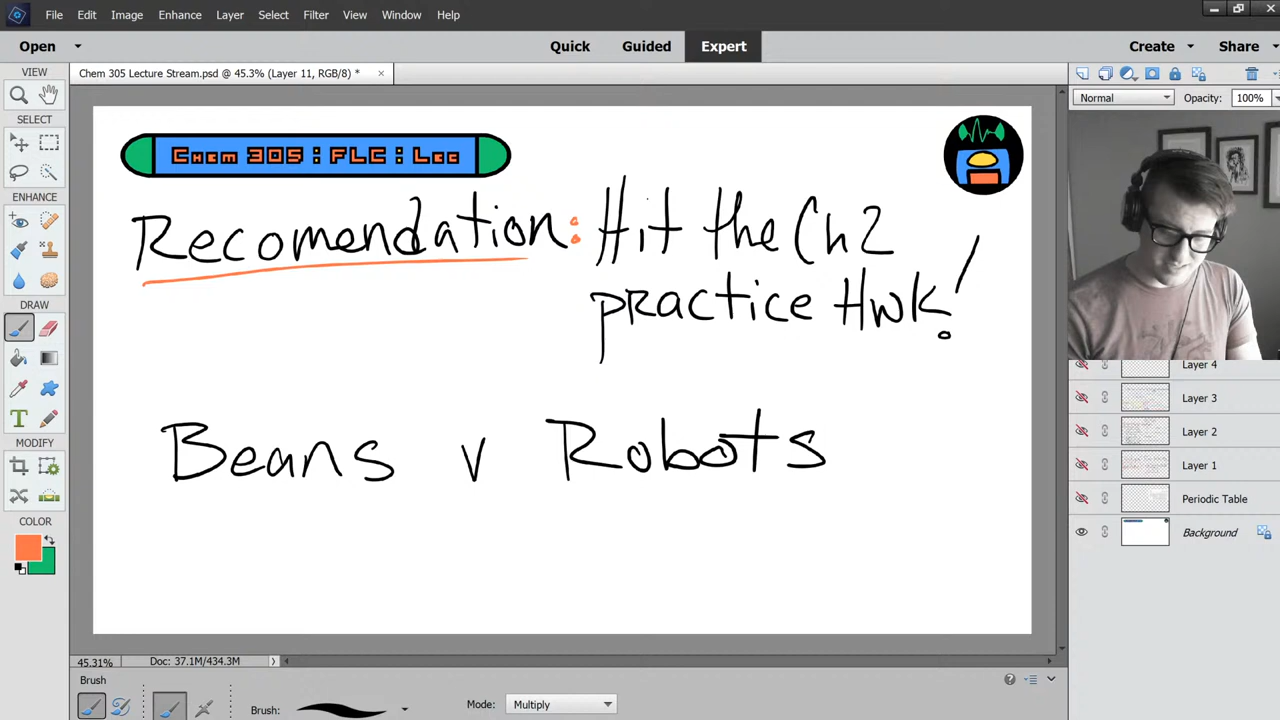 File Edit Image Enhance Layer Select Filter View Window Help
Open Quick Guided Expert Create Share
VIEW
Chem 305 Lecture Stream.psd @ 45.3% (Layer 11, RGB/8) *
Normal Opacity: 100%
SELECT
Chem 305 : FLC : Lec
ENHANCE
Recomendation: Hit the Ch 2
practice Hwk!
DRAW
Beans v Robots
MODIFY
COLOR
Layer 4
Layer 3
Layer 2
Layer 1
Periodic Table
Background
45.31% Doc: 37.1M/434.3M
Brush
Brush: Mode: Multiply